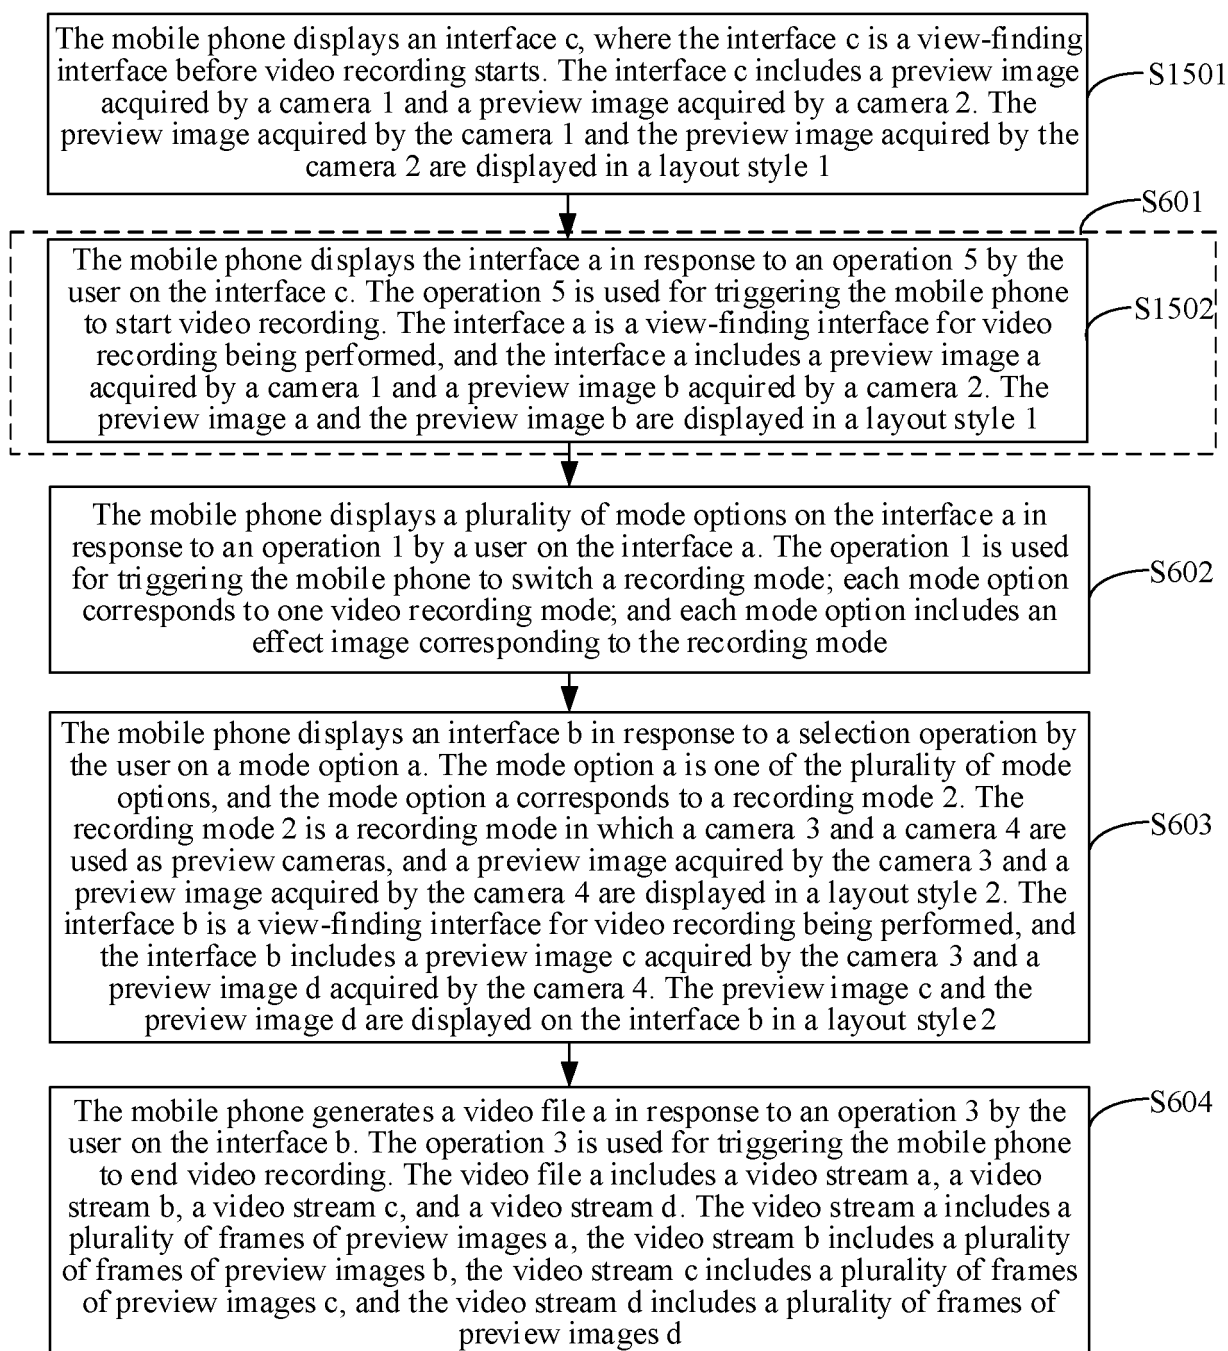 The mobile phone displays an interface c, where the interface c is a view-finding
interface before video recording starts. The interface c includes a preview image
acquired by a camera 1 and a preview image acquired by a camera 2. The
preview image acquired by the camera 1 and the preview image acquired by the
camera 2 are displayed in a layout style 1
S1501
S601
The mobile phone displays the interface a in response to an operation 5 by the
user on the interface c. The operation 5 is used for triggering the mobile phone
to start video recording. The interface a is a view-finding interface for video
recording being performed, and the interface a includes a preview image a
acquired by a camera 1 and a preview image b acquired by a camera 2. The
preview image a and the preview image b are displayed in a layout style 1
S1502
The mobile phone displays a plurality of mode options on the interface a in
response to an operation 1 by a user on the interface a. The operation 1 is used
for triggering the mobile phone to switch a recording mode; each mode option
corresponds to one video recording mode; and each mode option includes an
effect image corresponding to the recording mode
S602
The mobile phone displays an interface b in response to a selection operation by
the user on a mode option a. The mode option a is one of the plurality of mode
options, and the mode option a corresponds to a recording mode 2. The
recording mode 2 is a recording mode in which a camera 3 and a camera 4 are
used as preview cameras, and a preview image acquired by the camera 3 and a
preview image acquired by the camera 4 are displayed in a layout style 2. The
interface b is a view-finding interface for video recording being performed, and
the interface b includes a preview image c acquired by the camera 3 and a
preview image d acquired by the camera 4. The preview image c and the
preview image d are displayed on the interface b in a layout style 2
S603
The mobile phone generates a video file a in response to an operation 3 by the
user on the interface b. The operation 3 is used for triggering the mobile phone
to end video recording. The video file a includes a video stream a, a video
stream b, a video stream c, and a video stream d. The video stream a includes a
plurality of frames of preview images a, the video stream b includes a plurality
of frames of preview images b, the video stream c includes a plurality of frames
of preview images c, and the video stream d includes a plurality of frames of
preview images d
S604